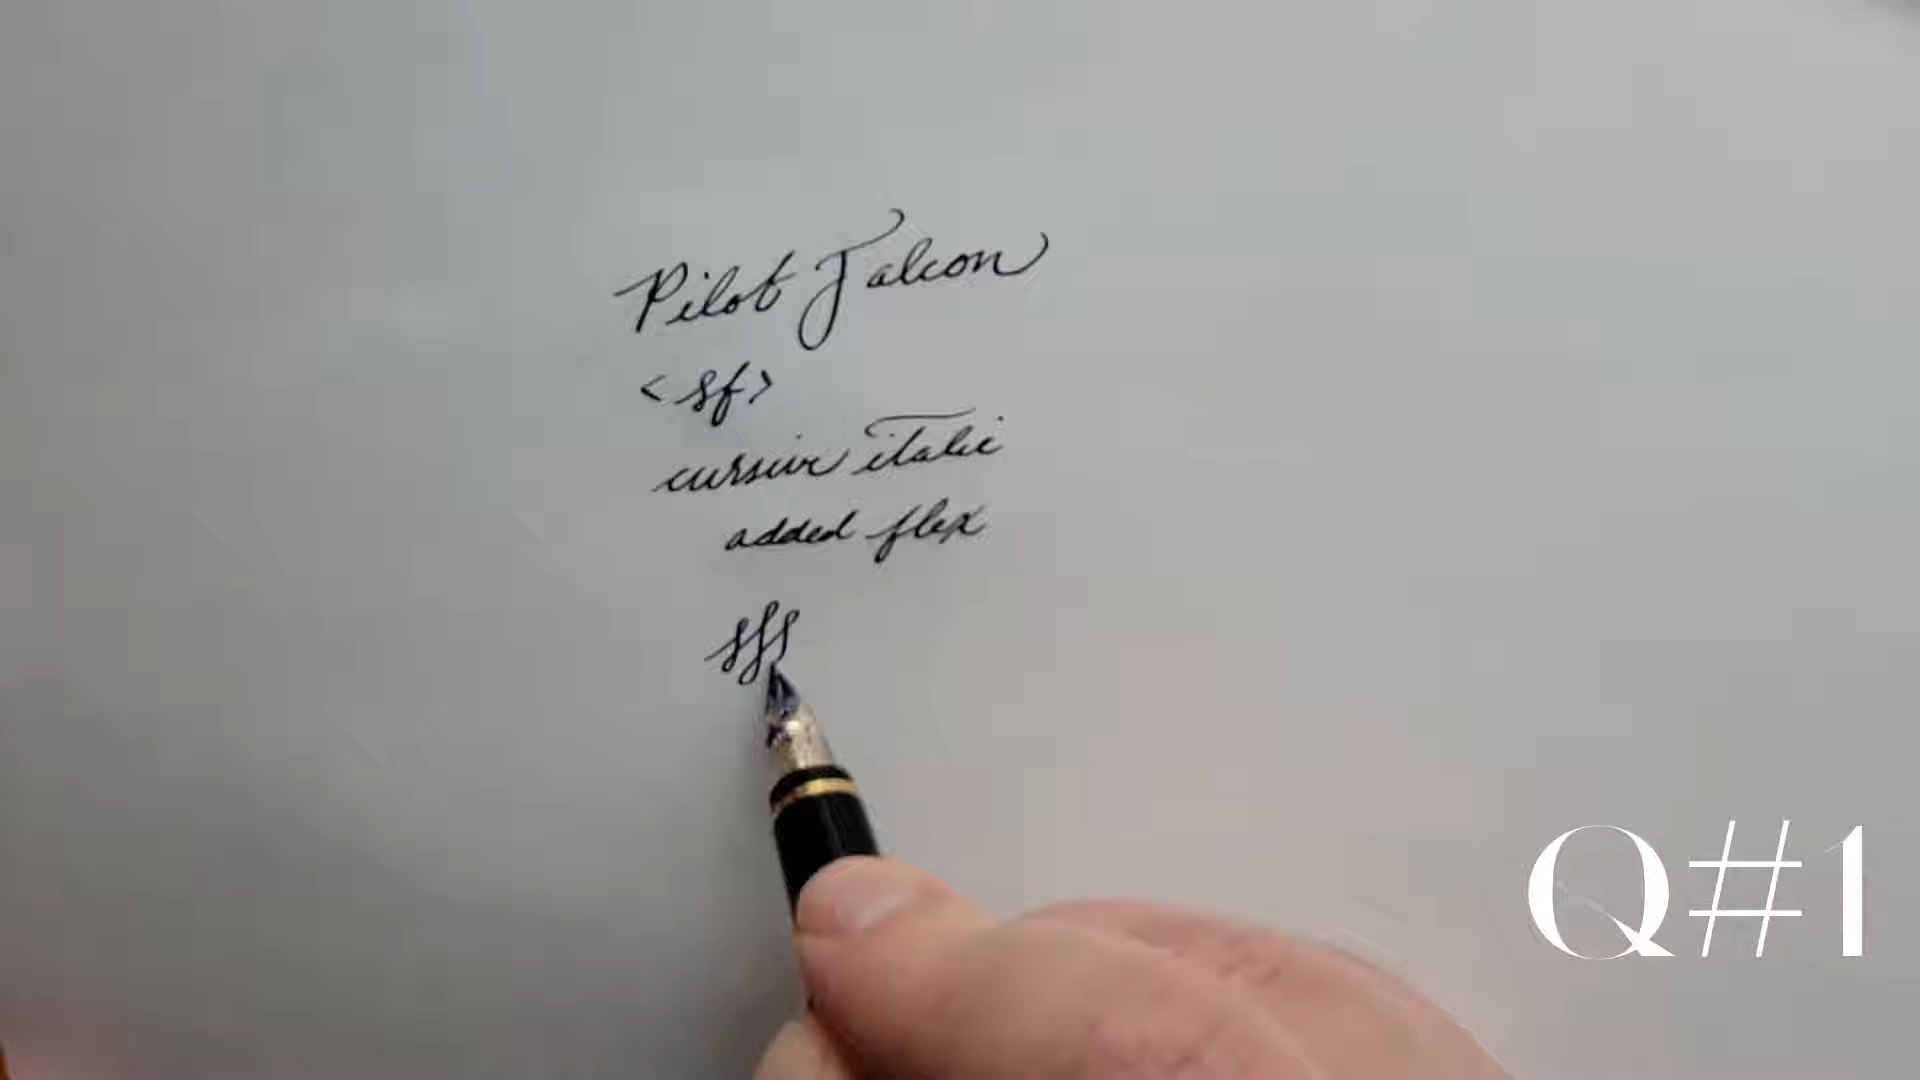 Pilot Falcon
<sf>
cursive italic
added flex
sfs
Q#1